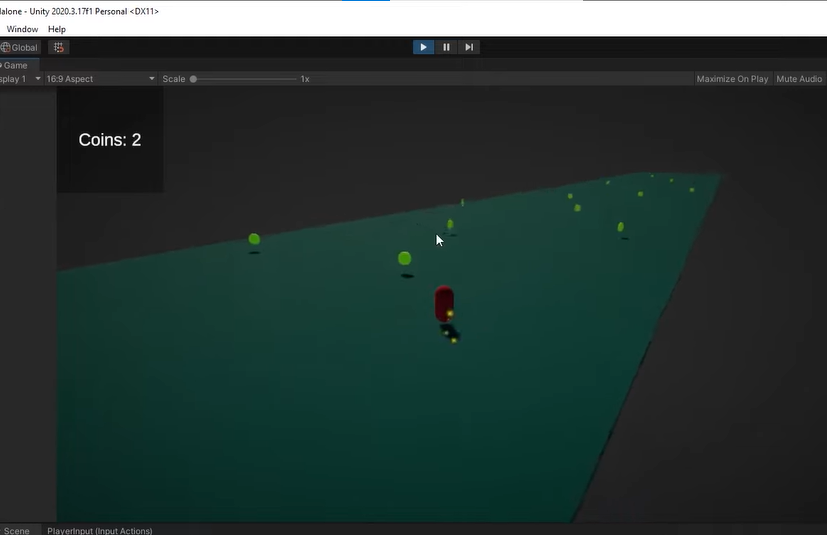 alone - Unity 2020.3.17f1 Personal <DX11>
Window Help
Global
Game
splay 1 16:9 Aspect Scale 1x Maximize On Play Mute Audio
Coins: 2
Scene PlayerInput (Input Actions)